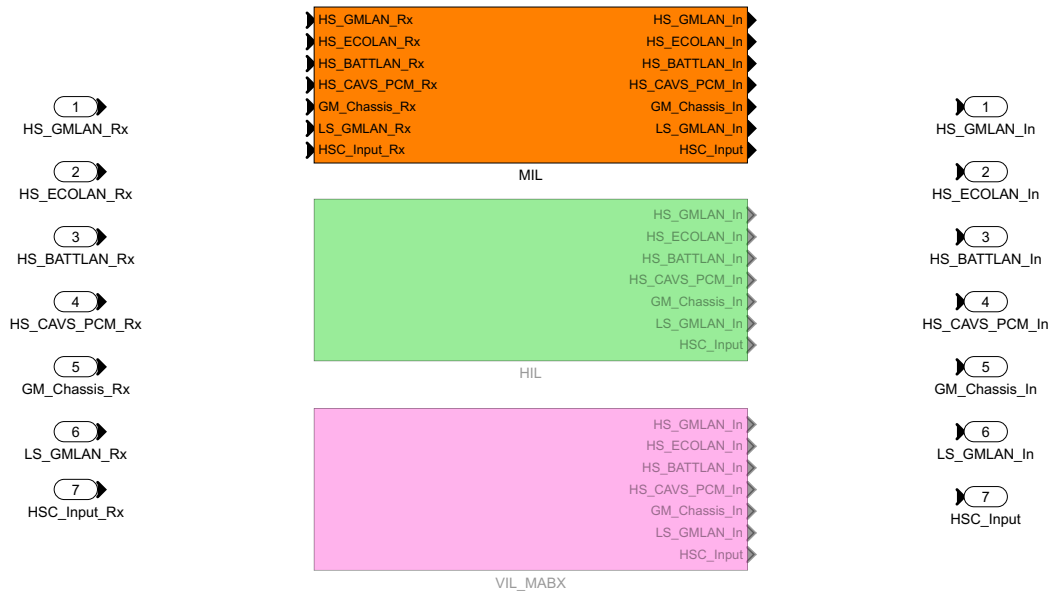 1
HS_GMLAN_Rx
2
HS_ECOLAN_Rx
3
HS_BATTLAN_Rx
4
HS_CAVS_PCM_Rx
5
GM_Chassis_Rx
6
LS_GMLAN_Rx
7
HSC_Input_Rx
HS_GMLAN_Rx HS_GMLAN_In
HS_ECOLAN_Rx HS_ECOLAN_In
HS_BATTLAN_Rx HS_BATTLAN_In
HS_CAVS_PCM_Rx HS_CAVS_PCM_In
GM_Chassis_Rx GM_Chassis_In
LS_GMLAN_Rx LS_GMLAN_In
HSC_Input_Rx HSC_Input
MIL
HS_GMLAN_In
HS_ECOLAN_In
HS_BATTLAN_In
HS_CAVS_PCM_In
GM_Chassis_In
LS_GMLAN_In
HSC_Input
HIL
HS_GMLAN_In
HS_ECOLAN_In
HS_BATTLAN_In
HS_CAVS_PCM_In
GM_Chassis_In
LS_GMLAN_In
HSC_Input
VIL_MABX
1
HS_GMLAN_In
2
HS_ECOLAN_In
3
HS_BATTLAN_In
4
HS_CAVS_PCM_In
5
GM_Chassis_In
6
LS_GMLAN_In
7
HSC_Input